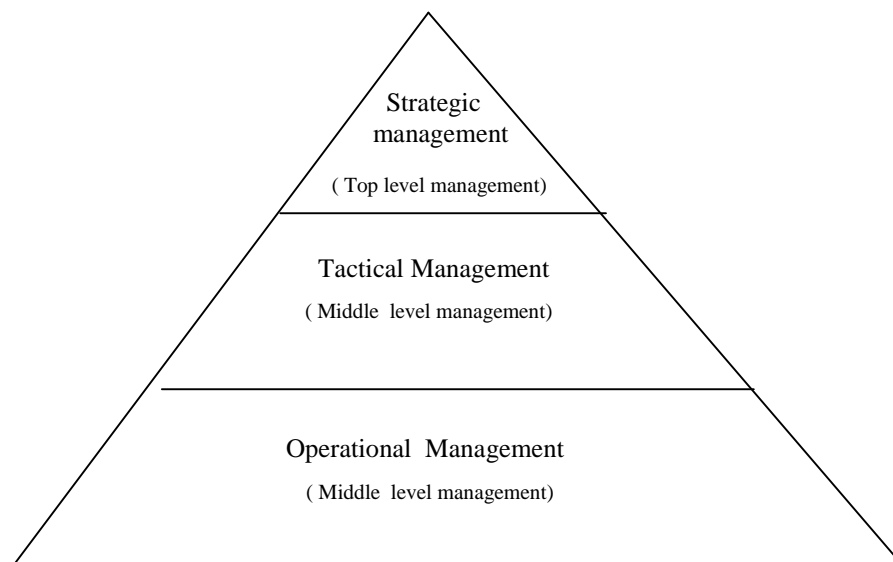 Strategic
management
( Top level management)
Tactical Management
( Middle  level management)
Operational  Management
( Middle  level management)